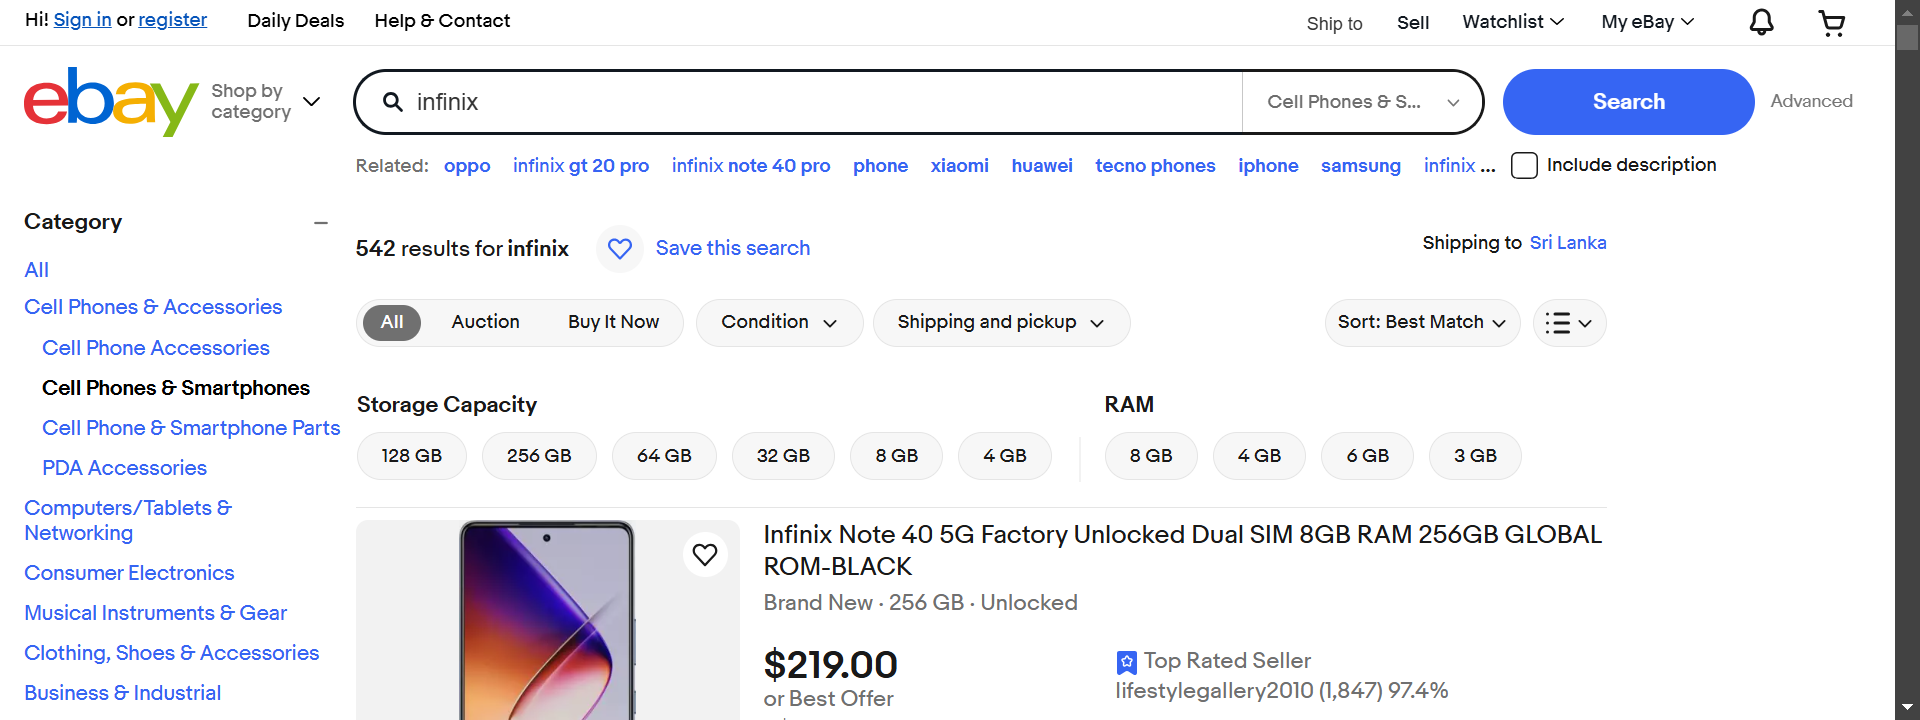 Hi! Sign in or register Daily Deals Help & Contact Ship to Sell Watchlist My eBay
ebay Shop by category infinix Cell Phones & S... Search Advanced
Related: oppo infinix gt 20 pro infinix note 40 pro phone xiaomi huawei tecno phones iphone samsung infinix ... Include description
Category
All
Cell Phones & Accessories
Cell Phone Accessories
Cell Phones & Smartphones
Cell Phone & Smartphone Parts
PDA Accessories
Computers/Tablets &
Networking
Consumer Electronics
Musical Instruments & Gear
Clothing, Shoes & Accessories
Business & Industrial
542 results for infinix Save this search Shipping to Sri Lanka
All Auction Buy It Now Condition Shipping and pickup Sort: Best Match
Storage Capacity RAM
128 GB 256 GB 64 GB 32 GB 8 GB 4 GB 8 GB 4 GB 6 GB 3 GB
Infinix Note 40 5G Factory Unlocked Dual SIM 8GB RAM 256GB GLOBAL
ROM-BLACK
Brand New · 256 GB · Unlocked
$219.00
or Best Offer
Top Rated Seller
lifestylegallery2010 (1,847) 97.4%